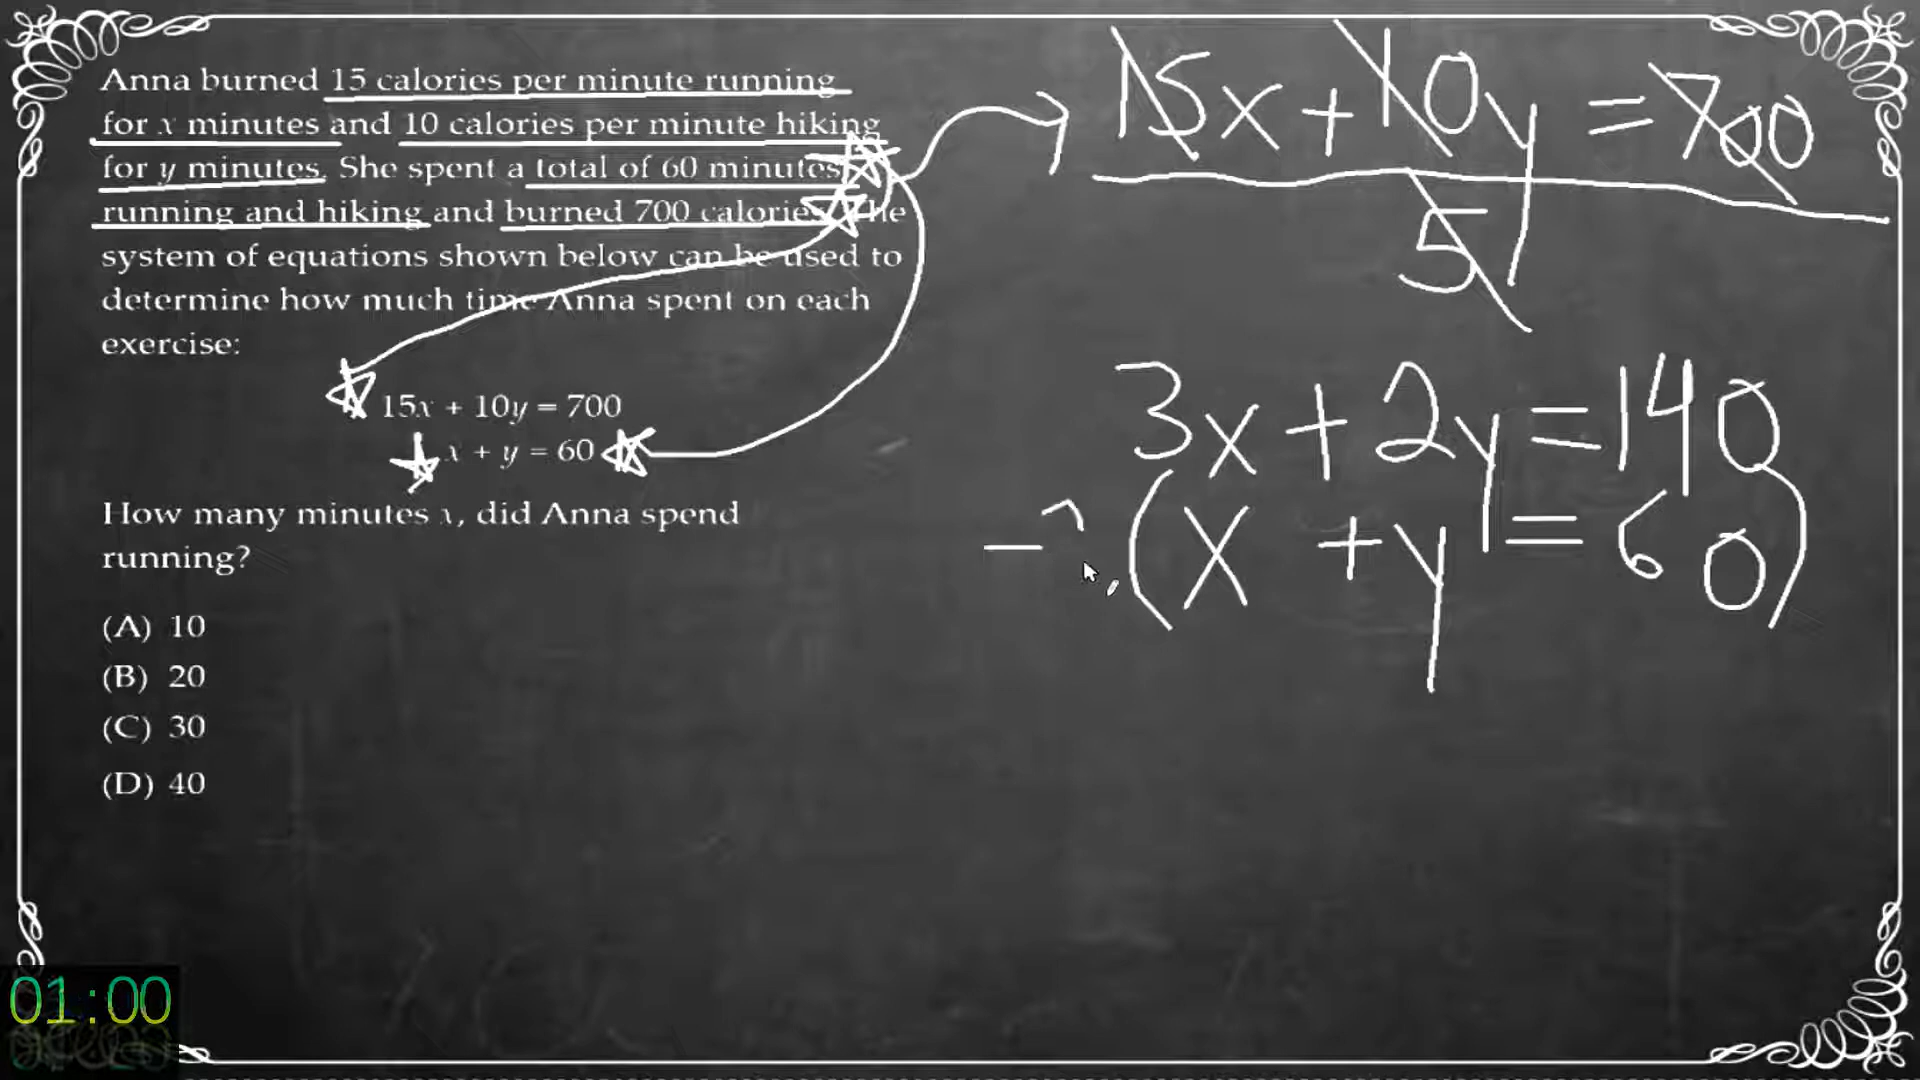 Anna burned 15 calories per minute running
for x minutes and 10 calories per minute hiking
for y minutes. She spent a total of 60 minutes
running and hiking and burned 700 calories. The
system of equations shown below can be used to
determine how much time Anna spent on each
exercise:
15x + 10y = 700
x + y = 60
How many minutes x, did Anna spend
running?
(A) 10
(B) 20
(C) 30
(D) 40
15x + 10y = 700
5
3x + 2y = 140
(x + y = 60)
01:00